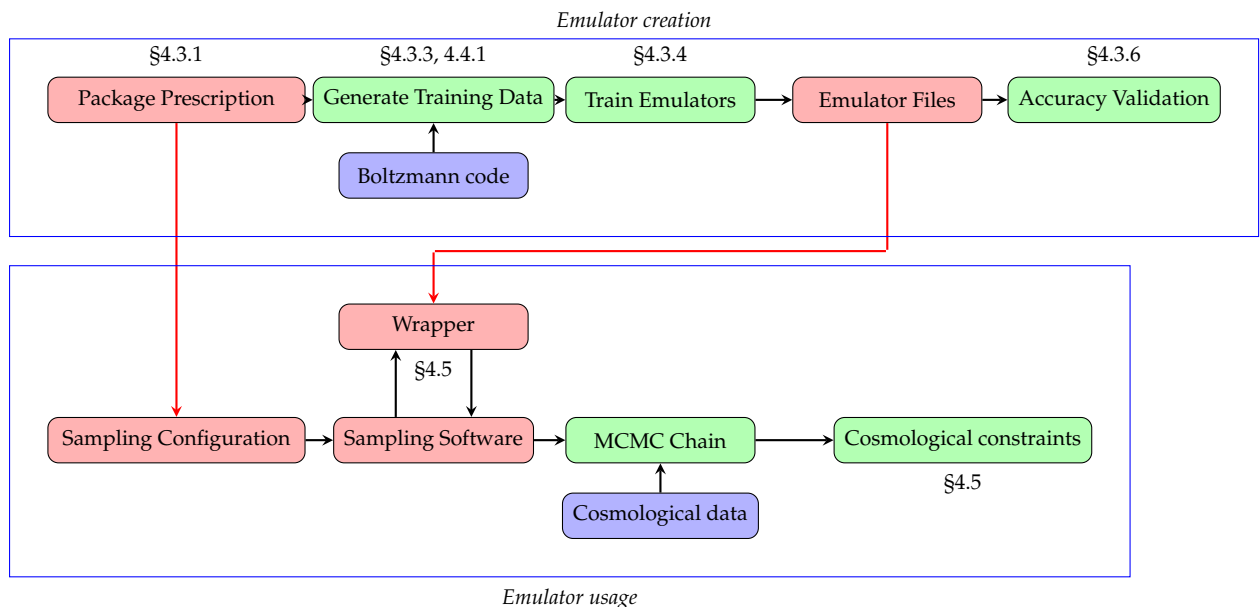 Emulator creation
§4.3.1
§4.3.3, 4.4.1
§4.3.4
§4.3.6
Package Prescription
Generate Training Data
Train Emulators
Emulator Files
Accuracy Validation
Boltzmann code
Wrapper
§4.5
Sampling Configuration
Sampling Software
MCMC Chain
Cosmological constraints
§4.5
Cosmological data
Emulator usage